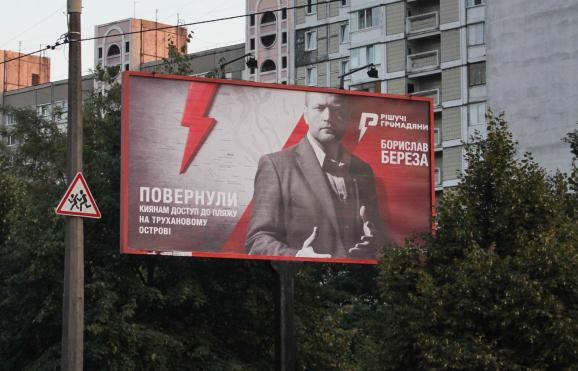 РІШУЧІ
ГРОМАДЯНИ
БОРИСЛАВ
БЕРЕЗА
ПОВЕРНУЛИ
КИЯНАМ ДОСТУП ДО ПЛЯЖУ
НА ТРУХАНОВОМУ
ОСТРОВІ